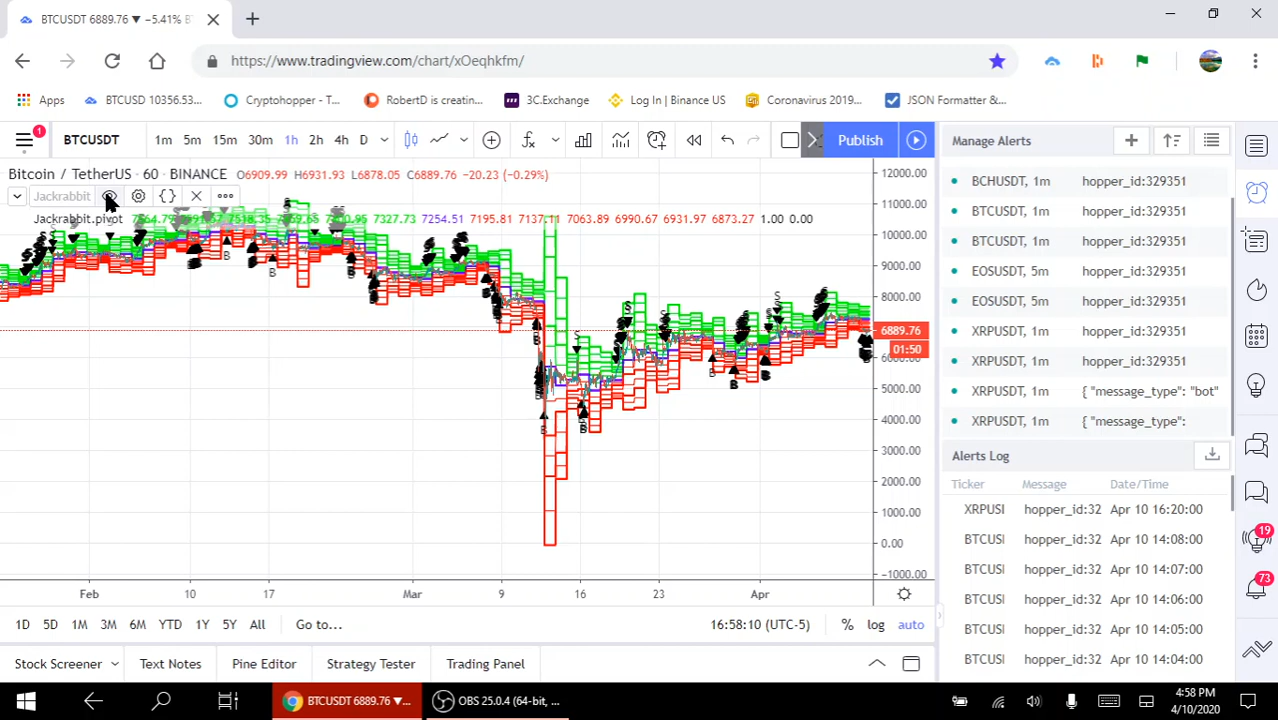 BTCUSDT 6889.76 ▼ −5.41% B
https://www.tradingview.com/chart/xOeqhkfm/
Apps
BTCUSD 10356.53...
Cryptohopper - T...
RobertD is creatin...
3C.Exchange
Log In | Binance US
Coronavirus 2019...
JSON Formatter &...
1
BTCUSDT
1m 5m 15m 30m 1h 2h 4h D
Publish
Manage Alerts
Bitcoin / TetherUS · 60 · BINANCE O6909.99 H6931.93 L6878.05 C6889.76 −20.23 (−0.29%)
Jackrabbit
Jackrabbit.pivot 7327.73 7254.51 7195.81 7137.11 7063.89 6990.67 6931.97 6873.27 1.00 0.00
12000.00
11000.00
10000.00
9000.00
8000.00
6889.76
01:50
6000.00
5000.00
4000.00
3000.00
2000.00
1000.00
0.00
−1000.00
BCHUSDT, 1m hopper_id:329351
BTCUSDT, 1m hopper_id:329351
BTCUSDT, 1m hopper_id:329351
EOSUSDT, 5m hopper_id:329351
EOSUSDT, 5m hopper_id:329351
XRPUSDT, 1m hopper_id:329351
XRPUSDT, 1m hopper_id:329351
XRPUSDT, 1m { "message_type": "bot"
XRPUSDT, 1m { "message_type":
Alerts Log
Ticker Message Date/Time
XRPUSI hopper_id:32 Apr 10 16:20:00
BTCUSI hopper_id:32 Apr 10 14:08:00
BTCUSI hopper_id:32 Apr 10 14:07:00
BTCUSI hopper_id:32 Apr 10 14:06:00
BTCUSI hopper_id:32 Apr 10 14:05:00
BTCUSI hopper_id:32 Apr 10 14:04:00
19
73
Feb 10 17 Mar 9 16 23 Apr
1D 5D 1M 3M 6M YTD 1Y 5Y All Go to...
16:58:10 (UTC-5) % log auto
Stock Screener Text Notes Pine Editor Strategy Tester Trading Panel
BTCUSDT 6889.76 ▼...
OBS 25.0.4 (64-bit, ...
4:58 PM
4/10/2020